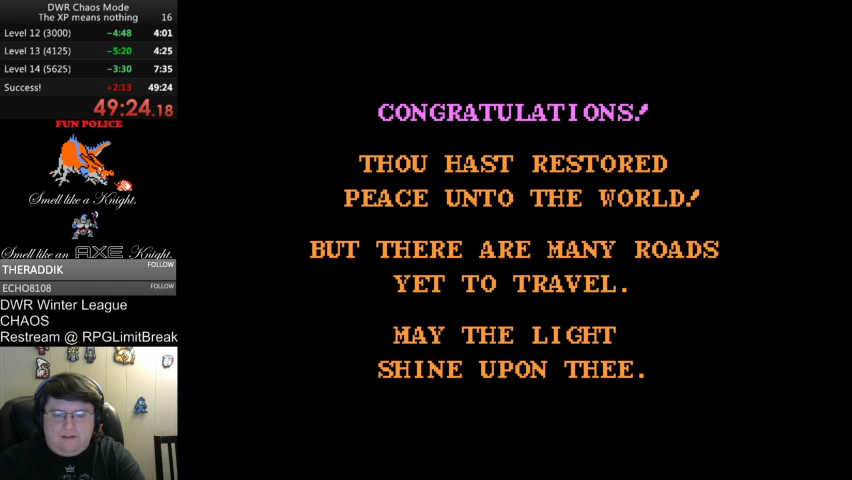 DWR Chaos Mode
The XP means nothing 16
Level 12 (3000) -4:48 4:01
Level 13 (4125) -5:20 4:25
Level 14 (5625) -3:30 7:35
Success! +2:13 49:24
49:24.18
FUN POLICE
Smell like a Knight.
Smell like an AXE Knight.
THERADDIK FOLLOW
ECHO8108 FOLLOW
DWR Winter League
CHAOS
Restream @ RPGLimitBreak
CONGRATULATIONS!
THOU HAST RESTORED
PEACE UNTO THE WORLD!
BUT THERE ARE MANY ROADS
YET TO TRAVEL.
MAY THE LIGHT
SHINE UPON THEE.